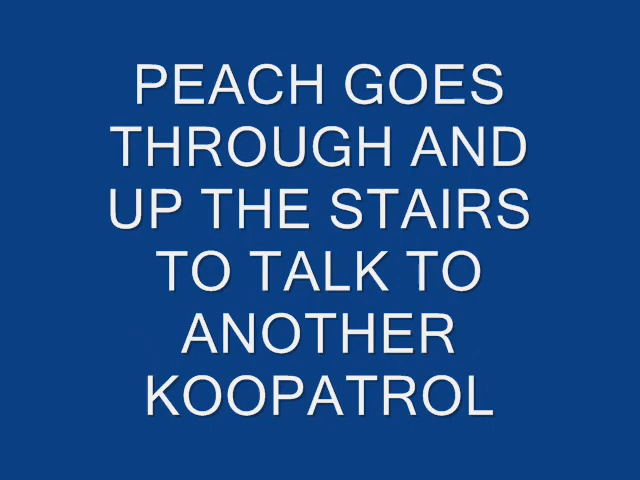 PEACH GOES
THROUGH AND
UP THE STAIRS
TO TALK TO
ANOTHER
KOOPATROL